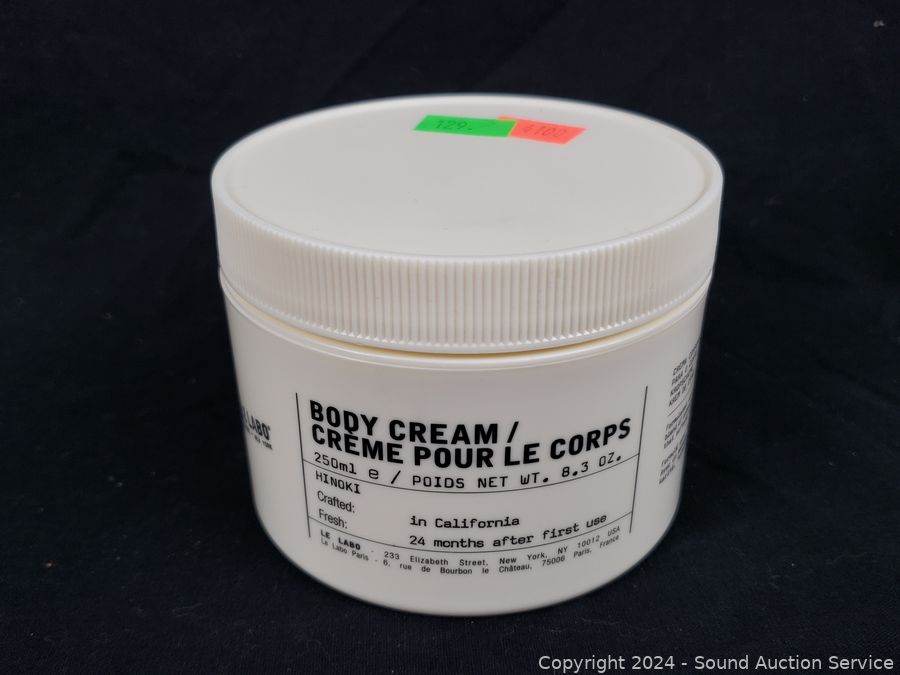 129.
4100
LABO®
BODY CREAM /
CRÈME POUR LE CORPS
250ml e / POIDS NET WT. 8.3 OZ.
HINOKI
Crafted: in California
Fresh: 24 months after first use
LE LABO - 233 Elizabeth Street, New York, NY 10012 USA
Le Labo Paris - 6, rue de Bourbon le Château, 75006 Paris, France
Copyright 2024 - Sound Auction Service